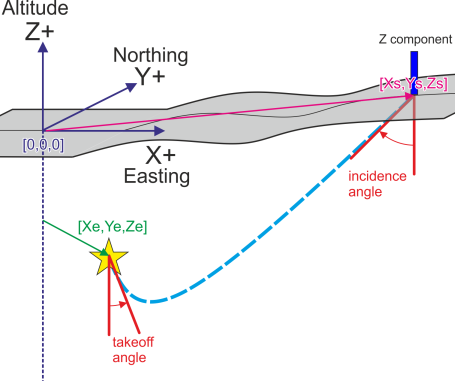 Altitude
Z+
Northing
Y+
Z component
[Xs,Ys,Zs]
[0,0,0]
X+
Easting
incidence
angle
[Xe,Ye,Ze]
takeoff
angle